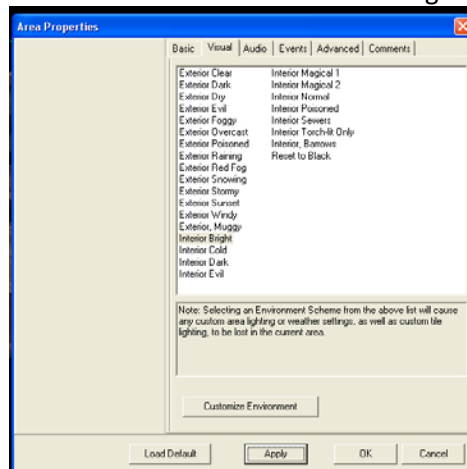 Area Properties
Basic Visual Audio Events Advanced Comments
Exterior Clear
Exterior Dark
Exterior Dry
Exterior Evil
Exterior Foggy
Exterior Overcast
Exterior Poisoned
Exterior Raining
Exterior Red Fog
Exterior Snowing
Exterior Stormy
Exterior Sunset
Exterior Windy
Exterior, Muggy
Interior Bright
Interior Cold
Interior Dark
Interior Evil
Interior Magical 1
Interior Magical 2
Interior Normal
Interior Poisoned
Interior Sewers
Interior Torch-lit Only
Interior, Barrows
Reset to Black
Note: Selecting an Environment Scheme from the above list will cause
any custom area lighting or weather settings, as well as custom tile
lighting, to be lost in the current area.
Customize Environment
Load Default Apply OK Cancel